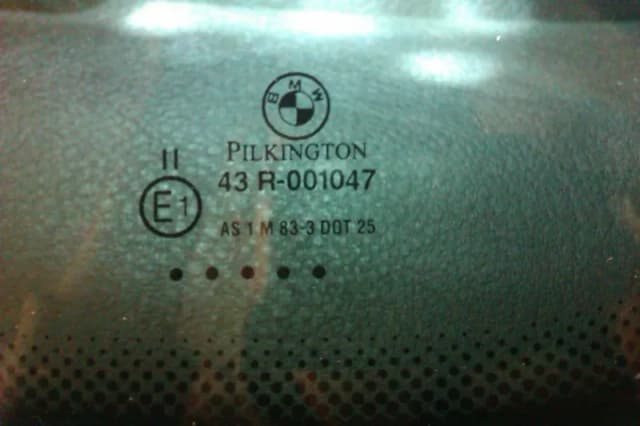 BMW
PILKINGTON
II
43 R-001047
E1
AS 1 M 83-3 DOT 25